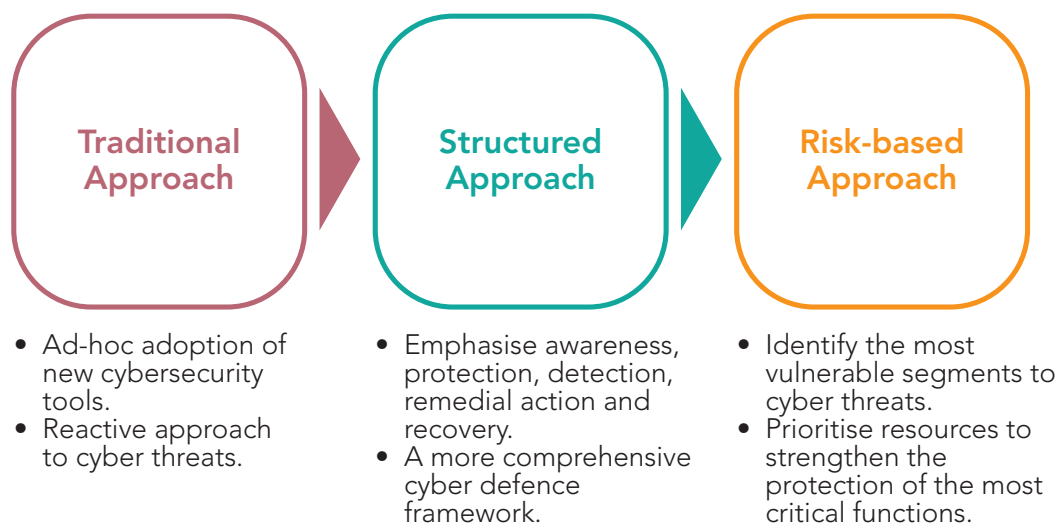 Traditional
Approach
Structured
Approach
Risk-based
Approach
• Ad-hoc adoption of
new cybersecurity
tools.
• Reactive approach
to cyber threats.
• Emphasise awareness,
protection, detection,
remedial action and
recovery.
• A more comprehensive
cyber defence
framework.
• Identify the most
vulnerable segments to
cyber threats.
• Prioritise resources to
strengthen the
protection of the most
critical functions.